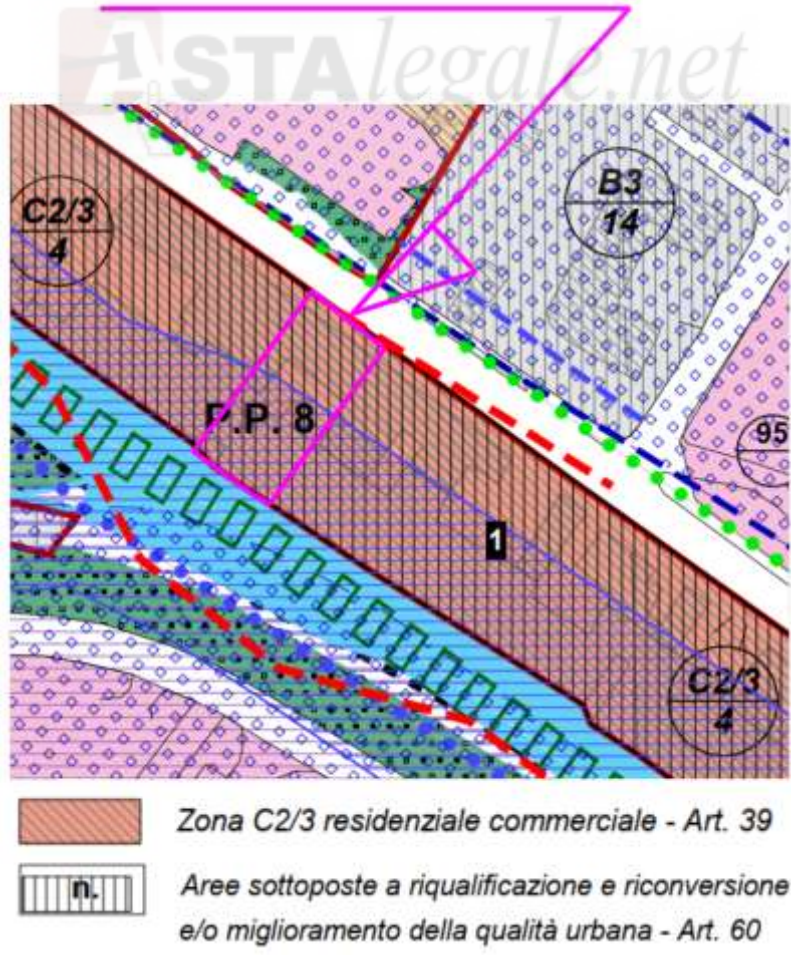 ASTAlegale.net
B3
14
C2/3
4
P.P. 8
95
1
C2/3
4
Zona C2/3 residenziale commerciale - Art. 39
n.
Aree sottoposte a riqualificazione e riconversione
e/o miglioramento della qualità urbana - Art. 60